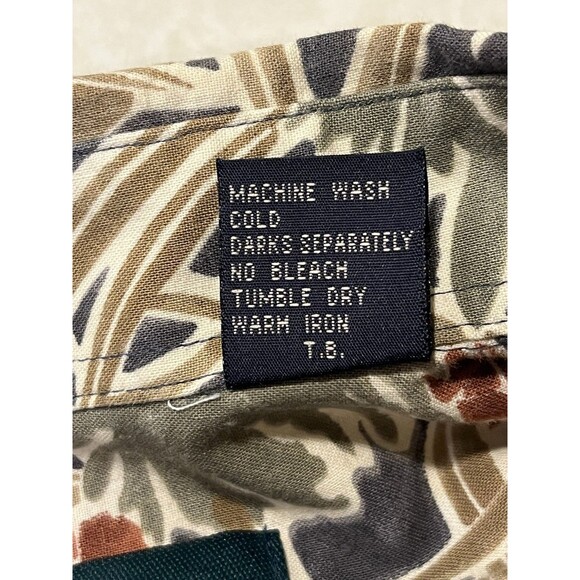 MACHINE WASH
COLD
DARKS SEPARATELY
NO BLEACH
TUMBLE DRY
WARM IRON
T.B.